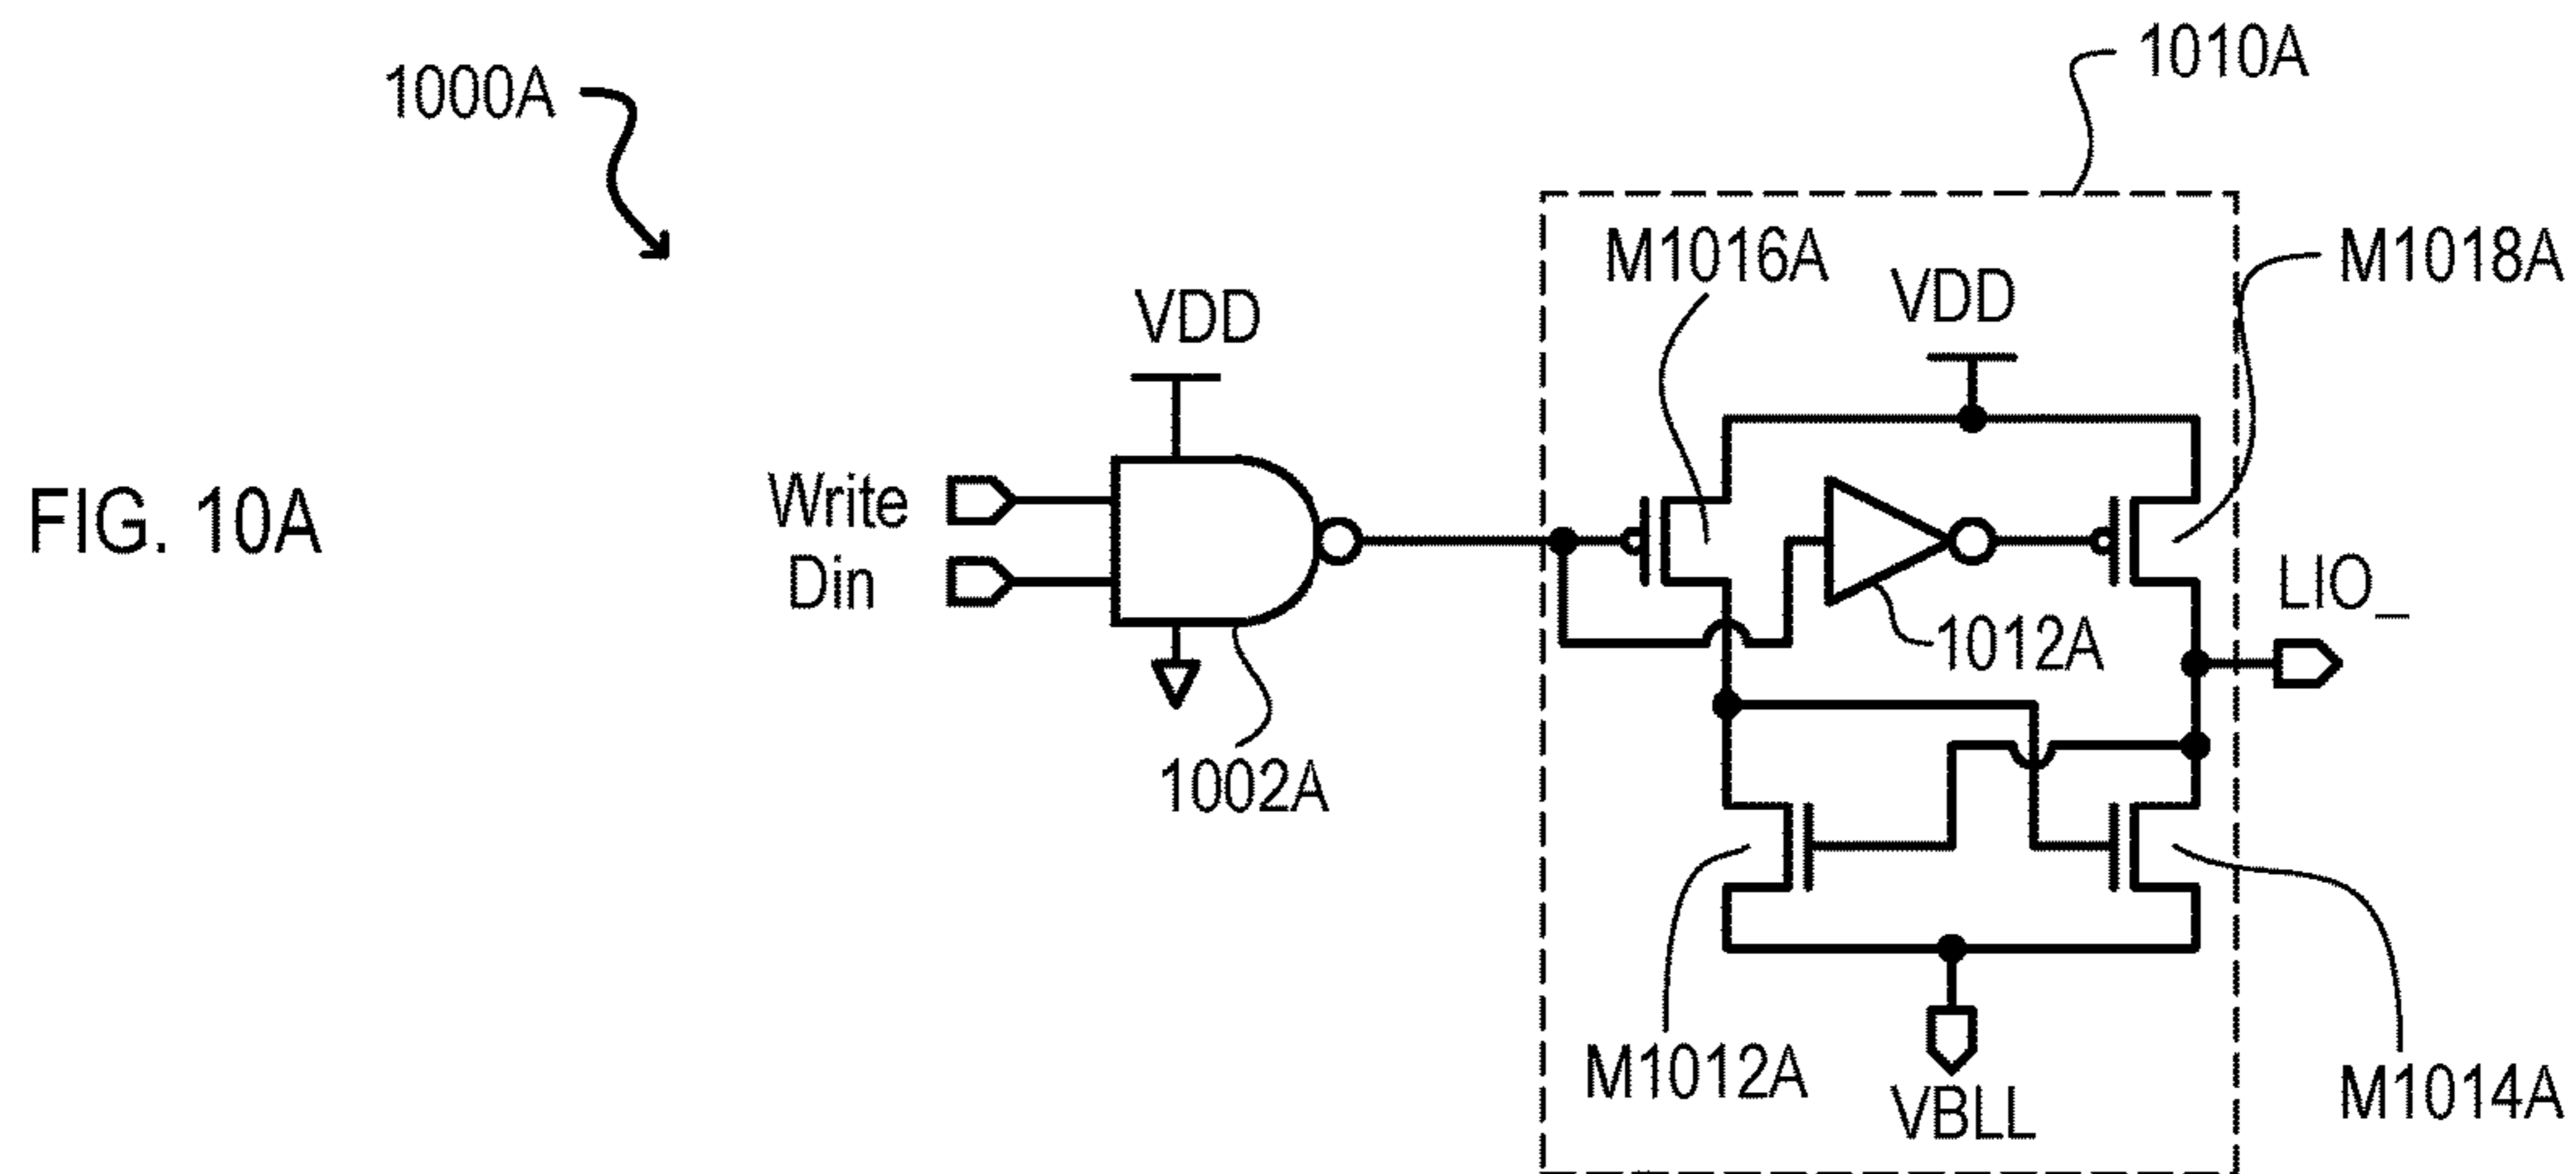 1010A
1000A
M1016A
M1018A
VDD
VDD
Write
FIG. 10A
Din
LIO_
1012A
1002A
M1012A
M1014A
VBLL